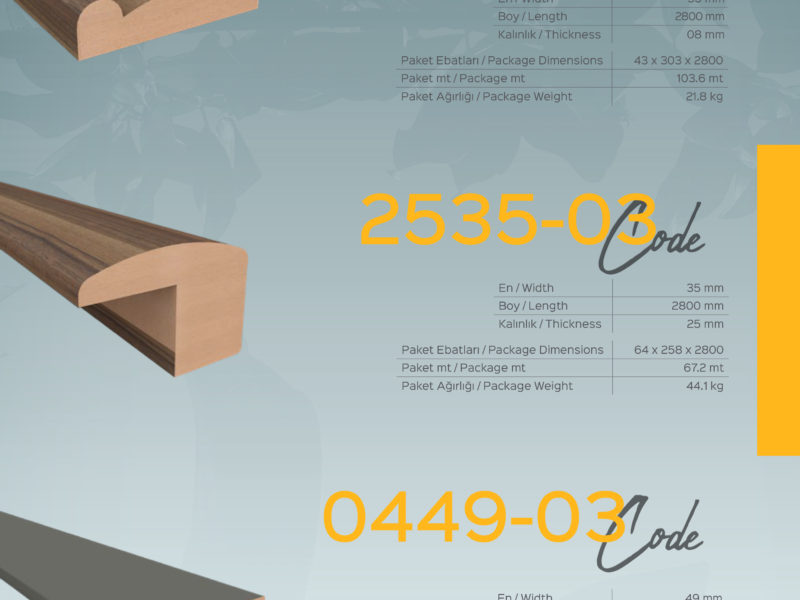 Boy / Length 2800 mm
Kalınlık / Thickness 08 mm
Paket Ebatları / Package Dimensions 43 x 303 x 2800
Paket mt / Package mt 103.6 mt
Paket Ağırlığı / Package Weight 21.8 kg
2535-03 Code
En / Width 35 mm
Boy / Length 2800 mm
Kalınlık / Thickness 25 mm
Paket Ebatları / Package Dimensions 64 x 258 x 2800
Paket mt / Package mt 67.2 mt
Paket Ağırlığı / Package Weight 44.1 kg
0449-03 Code
En / Width 49 mm